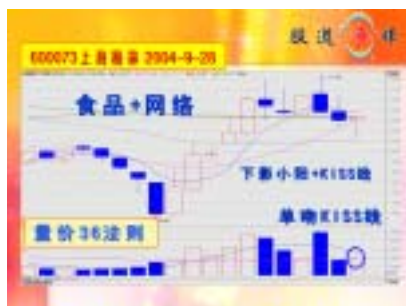 股道
600073上海梅林 2004-9-28
食品+网络
下影小阳+KISS线
单吻KISS线
量价36法则